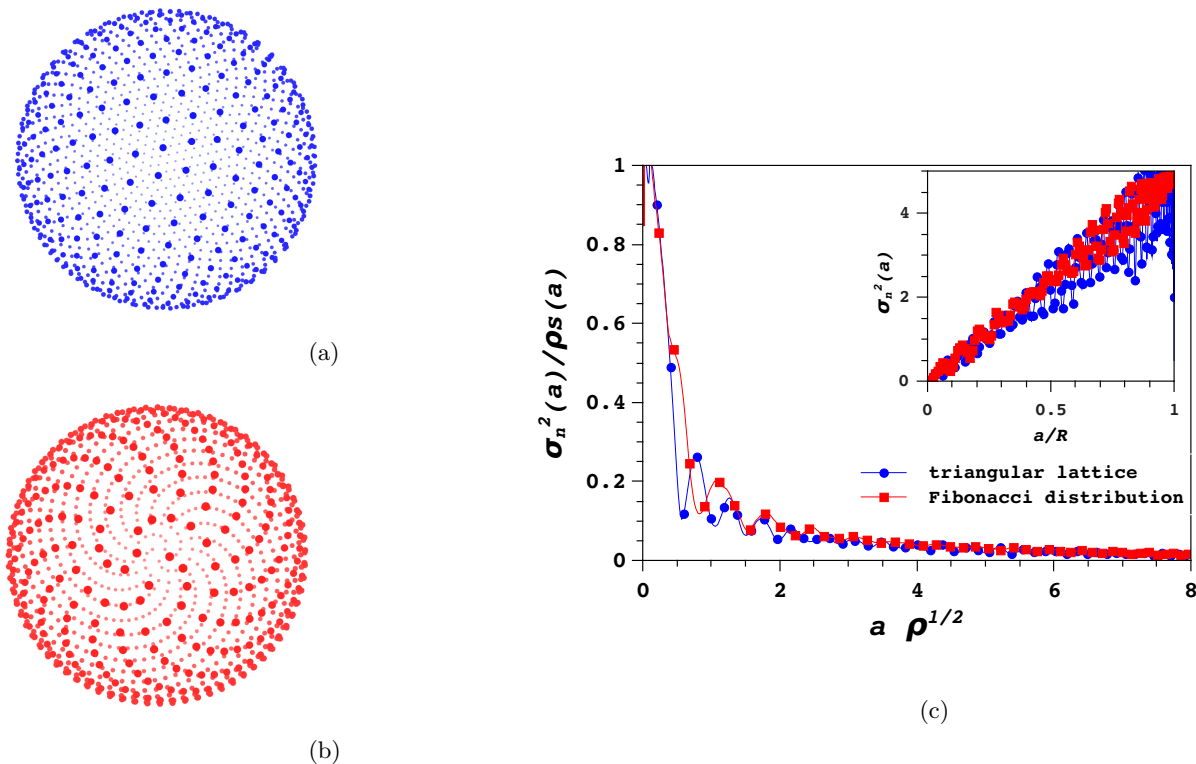 (a)
(b)
1
0.8
0.6
0.4
0.2
0
σn²(a)/ρs(a)
0 2 4 6 8
a ρ^1/2
4
2
0
σn²(a)
0 0.5 1
a/R
triangular lattice
Fibonacci distribution
(c)